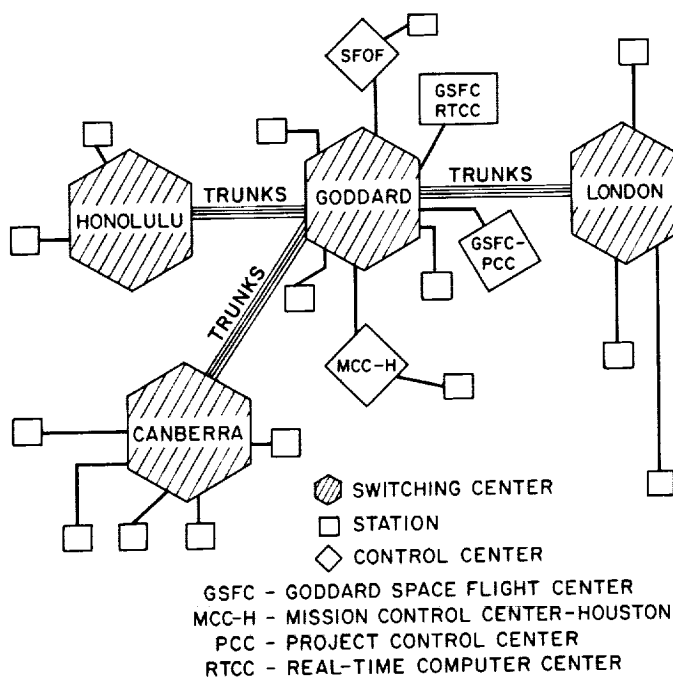 SFOF
GSFC
RTCC
TRUNKS
TRUNKS
HONOLULU
GODDARD
LONDON
GSFC-
PCC
TRUNKS
MCC-H
CANBERRA
SWITCHING CENTER
STATION
CONTROL CENTER
GSFC - GODDARD SPACE FLIGHT CENTER
MCC-H - MISSION CONTROL CENTER-HOUSTON
PCC - PROJECT CONTROL CENTER
RTCC - REAL-TIME COMPUTER CENTER